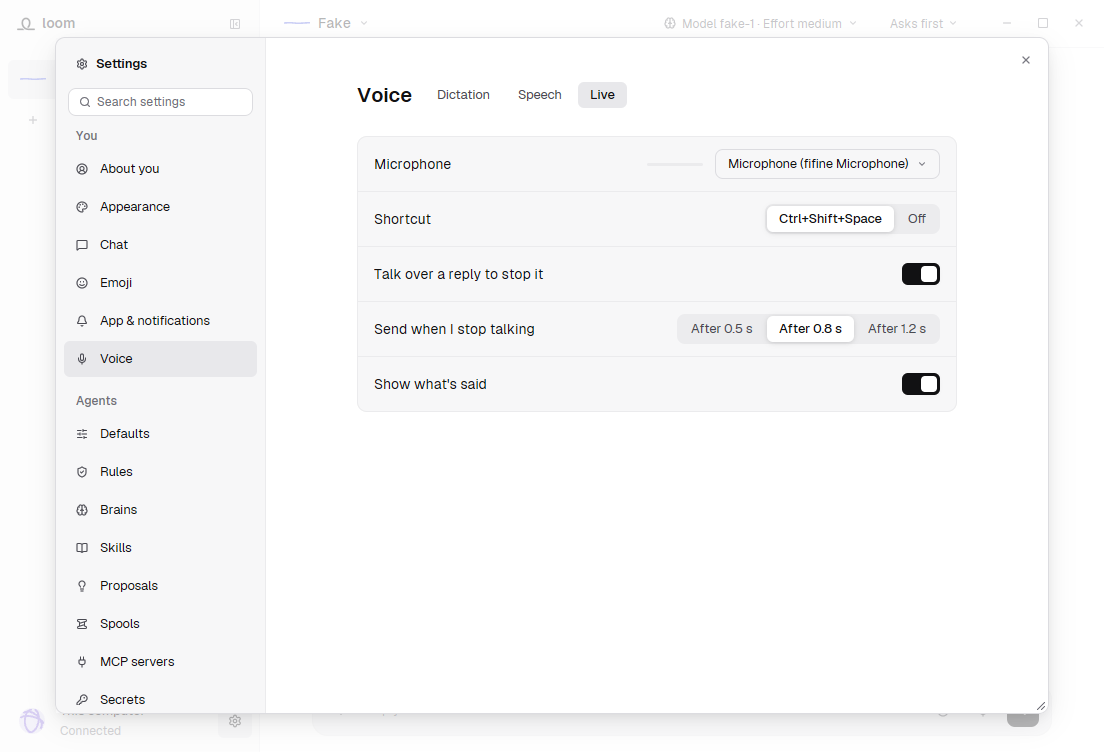 loom
Fake
Model fake-1 · Effort medium
Asks first
Settings
Search settings
You
About you
Appearance
Chat
Emoji
App & notifications
Voice
Agents
Defaults
Rules
Brains
Skills
Proposals
Spools
MCP servers
Secrets
Connected
Voice
Dictation
Speech
Live
Microphone
Microphone (fifine Microphone)
Shortcut
Ctrl+Shift+Space
Off
Talk over a reply to stop it
Send when I stop talking
After 0.5 s
After 0.8 s
After 1.2 s
Show what's said